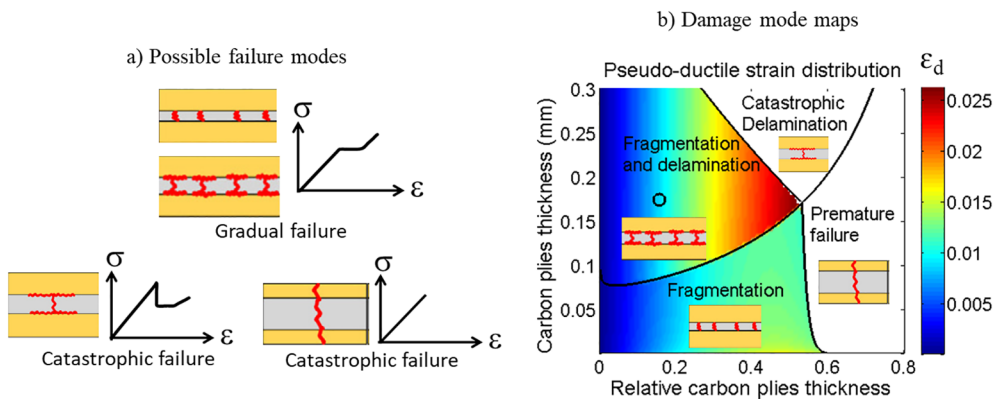 a) Possible failure modes
σ
ε
Gradual failure
σ
ε
Catastrophic failure
σ
ε
Catastrophic failure
b) Damage mode maps
Pseudo-ductile strain distribution
εd
Carbon plies thickness (mm)
0.3
0.25
0.2
0.15
0.1
0.05
Catastrophic
Delamination
Fragmentation
and delamination
Premature
failure
Fragmentation
0
0.2
0.4
0.6
0.8
Relative carbon plies thickness
0.025
0.02
0.015
0.01
0.005